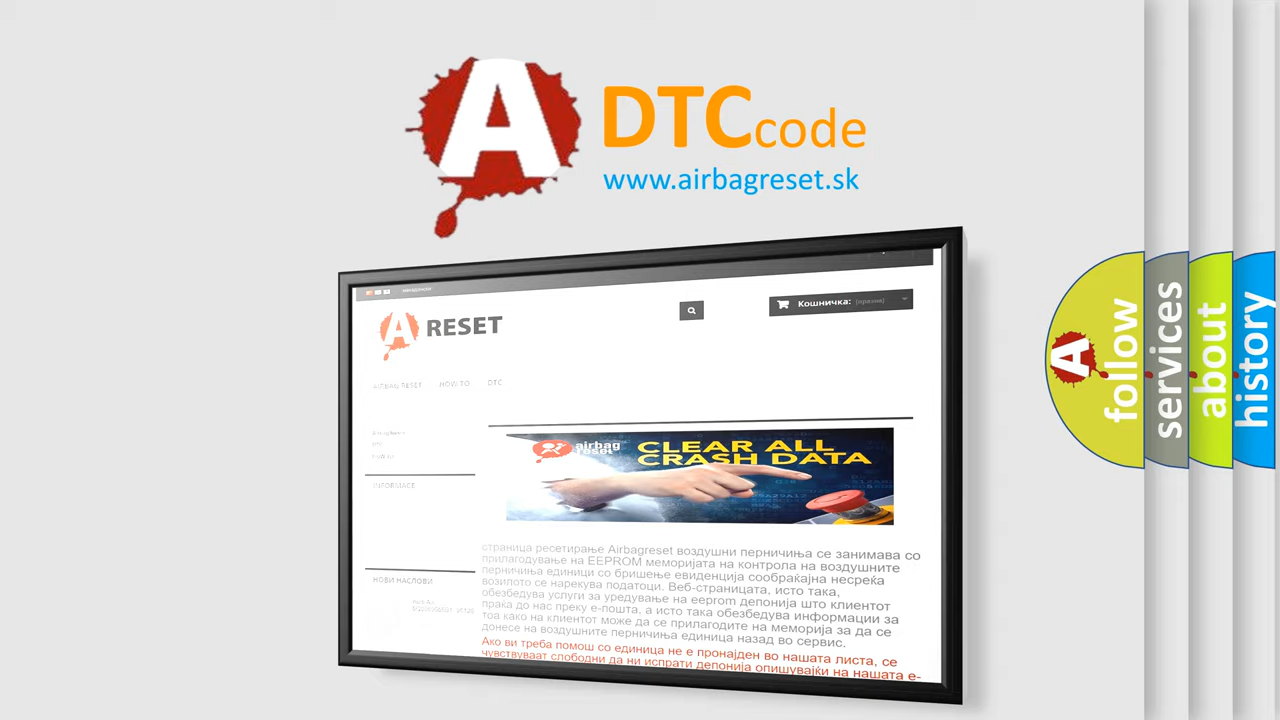 A DTC code
www.airbagreset.sk
A RESET
Кошничка: (празни)
AIRBAG RESET HOW TO DTC
INFORMACE
airbag
reset
CLEAR ALL
CRASH DATA
страница ресетирање Airbagreset воздушни перничиња се занимава со
прилагодување на EEPROM меморијата на контрола на воздушните
перничиња единици со бришење евиденција сообраќајна несреќа
возилото се нарекува податоци. Веб-страницата, исто така,
обезбедува услуги за уредување на eeprom депонија што клиентот
праќа до нас преку е-пошта, а исто така обезбедува информации за
тоа како на клиентот може да се прилагодите на меморија за да се
донесе на воздушните перничиња единица назад во сервис.
НОВИ НАСЛОВИ
Ако ви треба помош со единица не е пронајден во нашата листа, се
чувствуваат слободни да ни испрати депонија опишувајќи на нашата е-
A follow
services
about
history